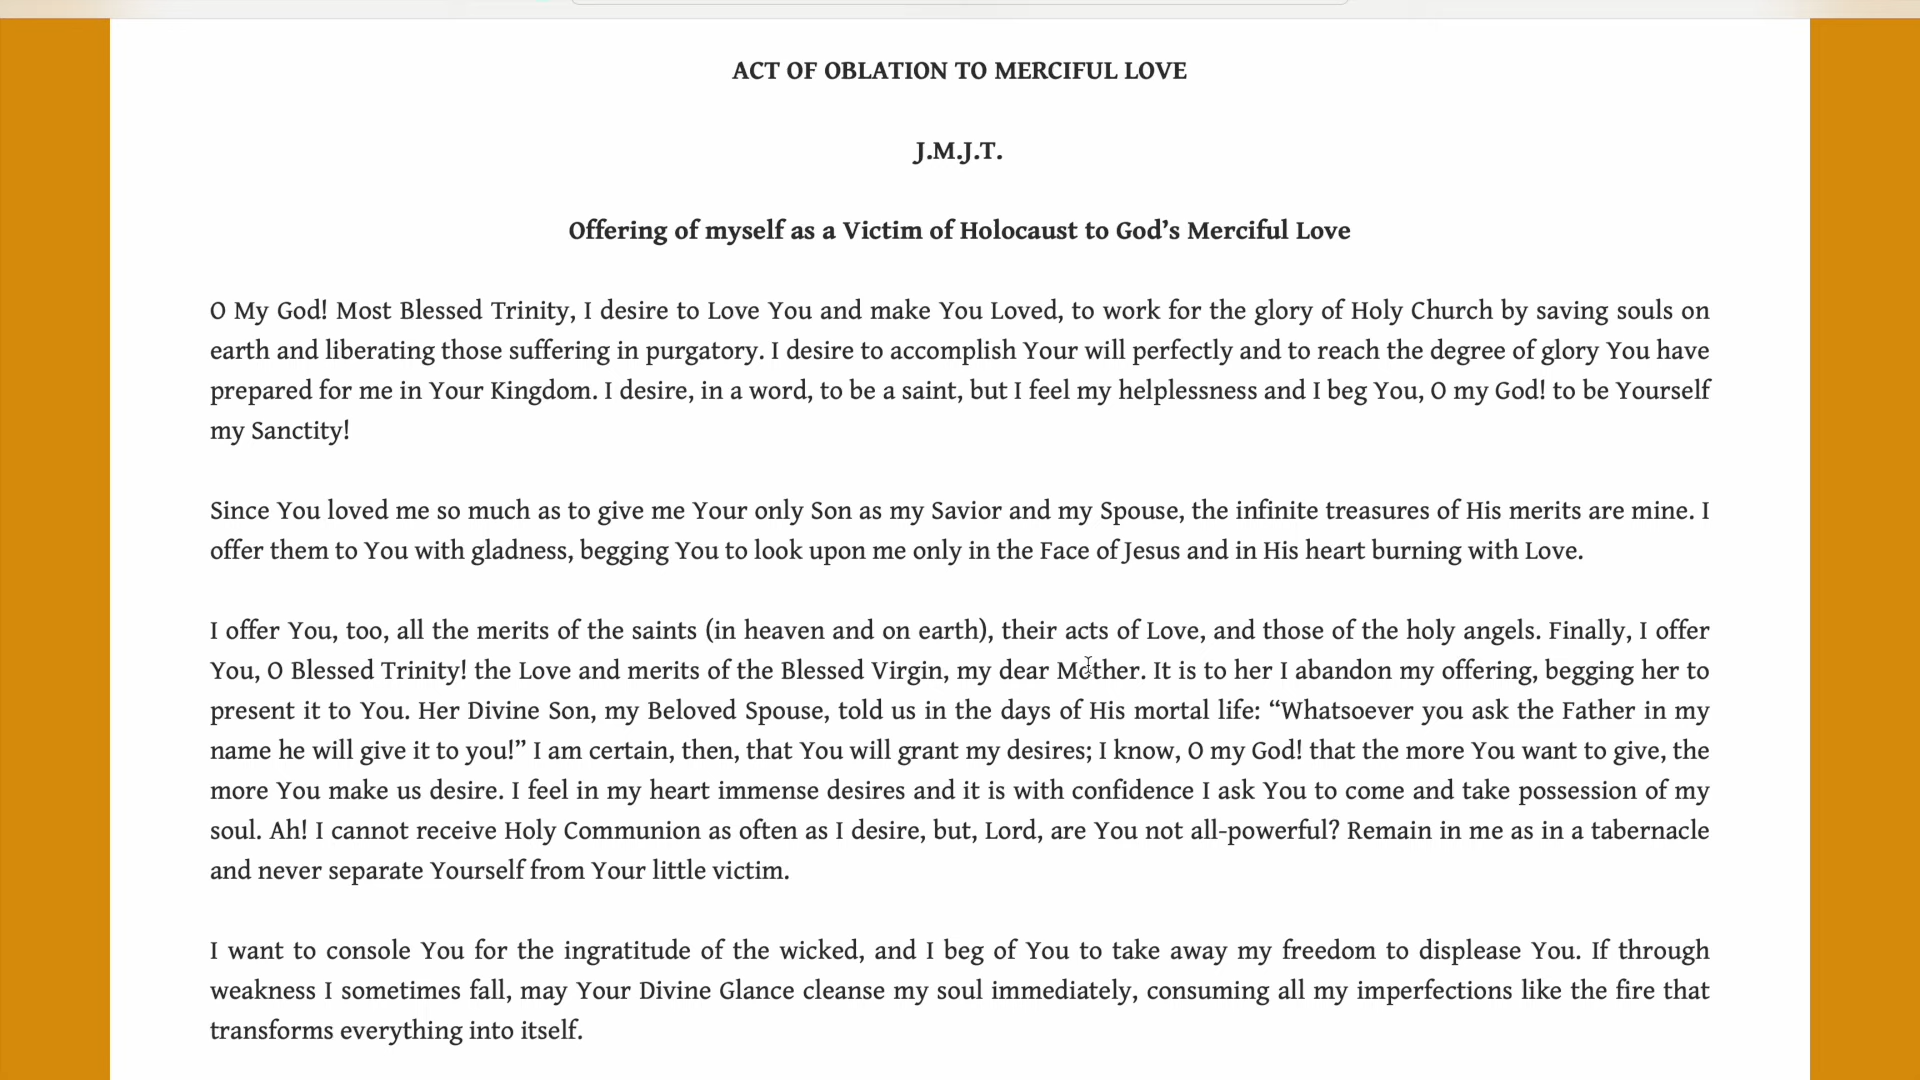 ACT OF OBLATION TO MERCIFUL LOVE
J.M.J.T.
Offering of myself as a Victim of Holocaust to God’s Merciful Love
O My God! Most Blessed Trinity, I desire to Love You and make You Loved, to work for the glory of Holy Church by saving souls on
earth and liberating those suffering in purgatory. I desire to accomplish Your will perfectly and to reach the degree of glory You have
prepared for me in Your Kingdom. I desire, in a word, to be a saint, but I feel my helplessness and I beg You, O my God! to be Yourself
my Sanctity!
Since You loved me so much as to give me Your only Son as my Savior and my Spouse, the infinite treasures of His merits are mine. I
offer them to You with gladness, begging You to look upon me only in the Face of Jesus and in His heart burning with Love.
I offer You, too, all the merits of the saints (in heaven and on earth), their acts of Love, and those of the holy angels. Finally, I offer
You, O Blessed Trinity! the Love and merits of the Blessed Virgin, my dear Mother. It is to her I abandon my offering, begging her to
present it to You. Her Divine Son, my Beloved Spouse, told us in the days of His mortal life: “Whatsoever you ask the Father in my
name he will give it to you!” I am certain, then, that You will grant my desires; I know, O my God! that the more You want to give, the
more You make us desire. I feel in my heart immense desires and it is with confidence I ask You to come and take possession of my
soul. Ah! I cannot receive Holy Communion as often as I desire, but, Lord, are You not all-powerful? Remain in me as in a tabernacle
and never separate Yourself from Your little victim.
I want to console You for the ingratitude of the wicked, and I beg of You to take away my freedom to displease You. If through
weakness I sometimes fall, may Your Divine Glance cleanse my soul immediately, consuming all my imperfections like the fire that
transforms everything into itself.